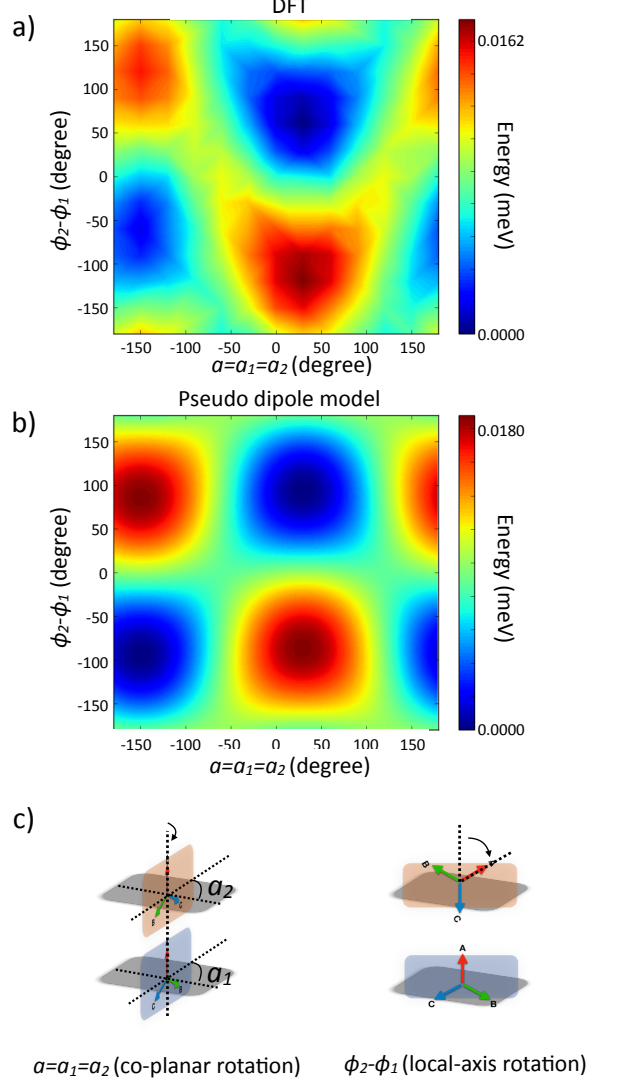 DFT
a)
0.0162
150
100
50
0
-50
-100
-150
ϕ2-ϕ1 (degree)
Energy (meV)
0.0000
-150 -100 -50 0 50 100 150
a=a1=a2 (degree)
Pseudo dipole model
b)
0.0180
150
100
50
0
-50
-100
-150
ϕ2-ϕ1 (degree)
Energy (meV)
0.0000
-150 -100 -50 0 50 100 150
a=a1=a2 (degree)
c)
a2
B
A
B
C
a1
C
B
A
C
B
a=a1=a2 (co-planar rotation)
ϕ2-ϕ1 (local-axis rotation)